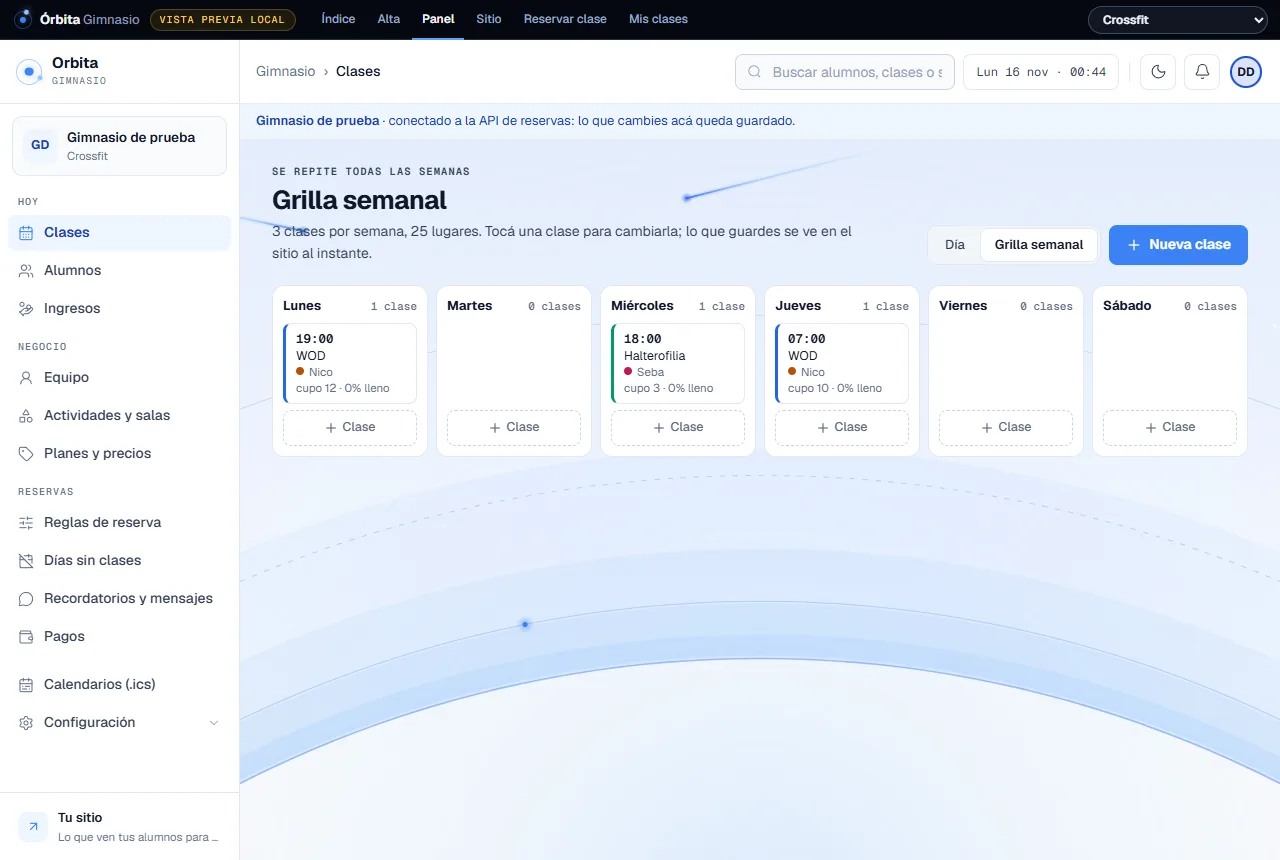 Órbita Gimnasio VISTA PREVIA LOCAL Índice Alta Panel Sitio Reservar clase Mis clases Crossfit
Orbita
GIMNASIO
Gimnasio › Clases
Buscar alumnos, clases o s
Lun 16 nov · 00:44
DD
Gimnasio de prueba · conectado a la API de reservas: lo que cambies acá queda guardado.
GD
Gimnasio de prueba
Crossfit
HOY
Clases
Alumnos
Ingresos
NEGOCIO
Equipo
Actividades y salas
Planes y precios
RESERVAS
Reglas de reserva
Días sin clases
Recordatorios y mensajes
Pagos
Calendarios (.ics)
Configuración
Tu sitio
Lo que ven tus alumnos para …
SE REPITE TODAS LAS SEMANAS
Grilla semanal
3 clases por semana, 25 lugares. Tocá una clase para cambiarla; lo que guardes se ve en el
sitio al instante.
Día
Grilla semanal
+ Nueva clase
Lunes 1 clase
19:00
WOD
Nico
cupo 12 · 0% lleno
+ Clase
Martes 0 clases
+ Clase
Miércoles 1 clase
18:00
Halterofilia
Seba
cupo 3 · 0% lleno
+ Clase
Jueves 1 clase
07:00
WOD
Nico
cupo 10 · 0% lleno
+ Clase
Viernes 0 clases
+ Clase
Sábado 0 clases
+ Clase